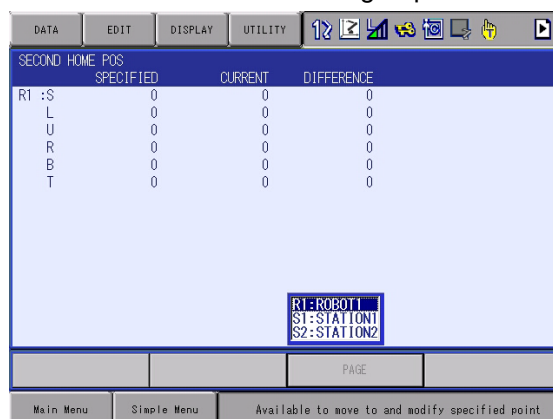 DATA EDIT DISPLAY UTILITY
SECOND HOME POS
SPECIFIED CURRENT DIFFERENCE
R1 :S 0 0 0
L 0 0 0
U 0 0 0
R 0 0 0
B 0 0 0
T 0 0 0
R1:ROBOT1
S1:STATION1
S2:STATION2
PAGE
Main Menu Simple Menu Available to move to and modify specified point